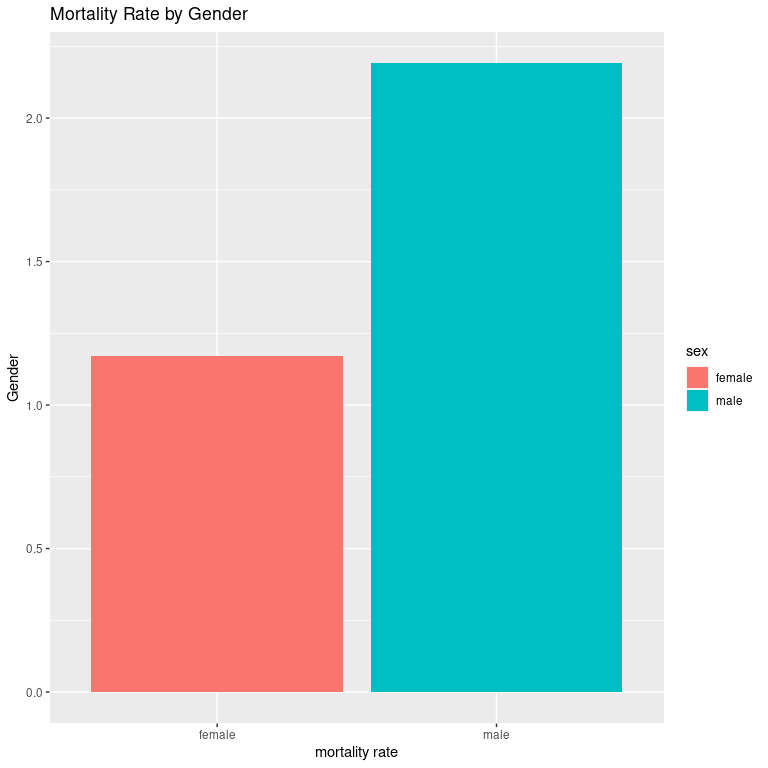 Mortality Rate by Gender
2.0
1.5
1.0
0.5
0.0
Gender
female
male
mortality rate
sex
female
male